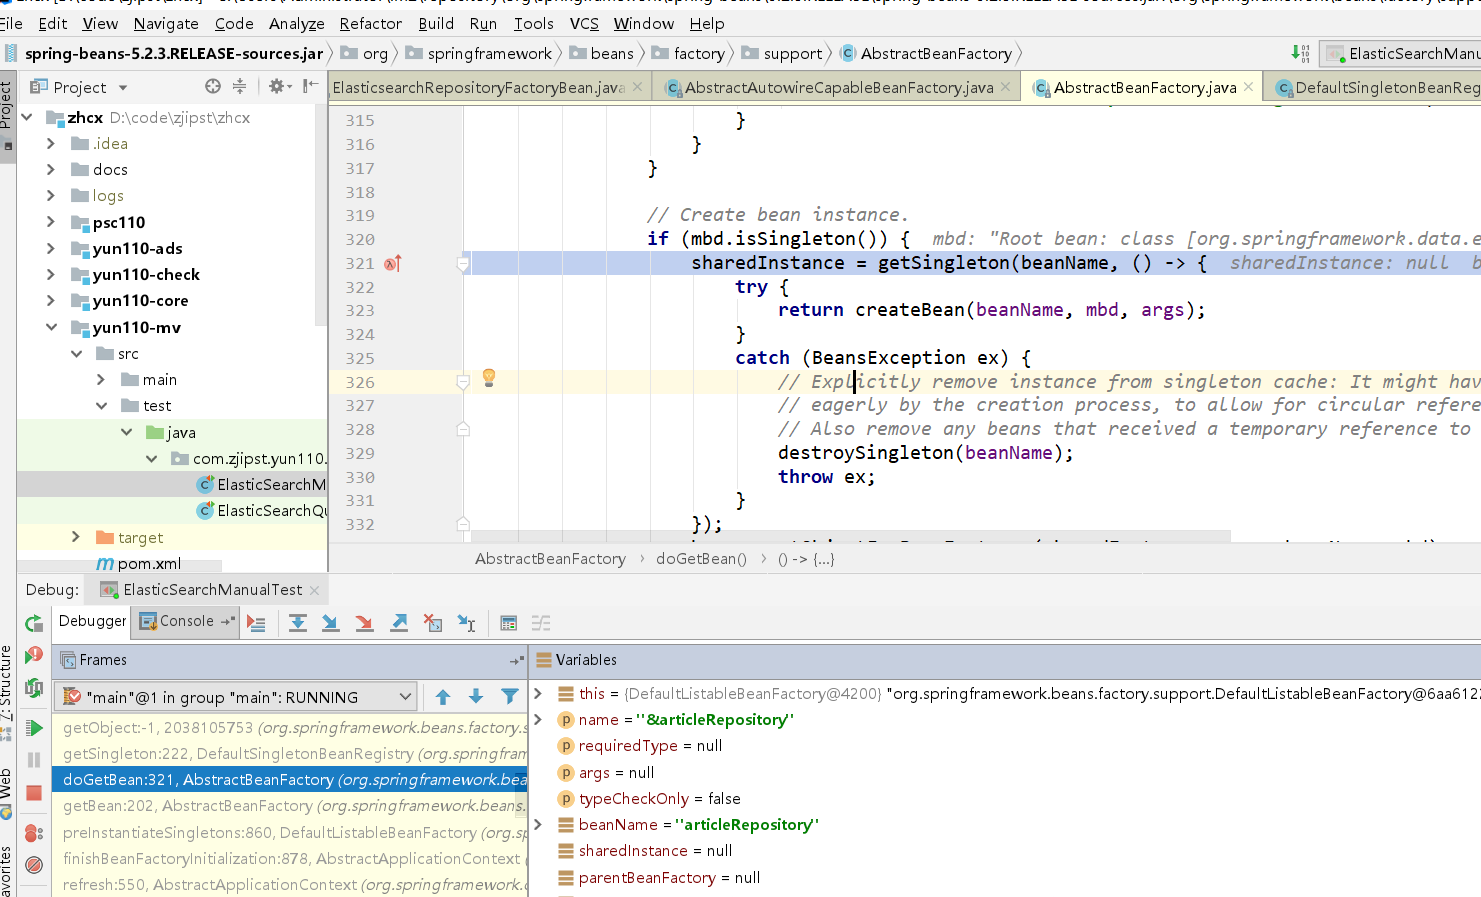 File Edit View Navigate Code Analyze Refactor Build Run Tools VCS Window Help
spring-beans-5.2.3.RELEASE-sources.jar org springframework beans factory support AbstractBeanFactory ElasticSearchManu
Project
ElasticsearchRepositoryFactoryBean.java AbstractAutowireCapableBeanFactory.java AbstractBeanFactory.java DefaultSingletonBeanReg
zhcx D:\code\zjipst\zhcx
.idea
docs
logs
psc110
yun110-ads
yun110-check
yun110-core
yun110-mv
src
main
test
java
com.zjipst.yun110.
ElasticSearchM
ElasticSearchQu
target
pom.xml
315 }
316 }
317 }
318
319 // Create bean instance.
320 if (mbd.isSingleton()) { mbd: "Root bean: class [org.springframework.data.e
321 sharedInstance = getSingleton(beanName, () -> { sharedInstance: null b
322 try {
323 return createBean(beanName, mbd, args);
324 }
325 catch (BeansException ex) {
326 // Explicitly remove instance from singleton cache: It might hav
327 // eagerly by the creation process, to allow for circular refere
328 // Also remove any beans that received a temporary reference to
329 destroySingleton(beanName);
330 throw ex;
331 }
332 });
AbstractBeanFactory › doGetBean() › () -> {...}
Debug: ElasticSearchManualTest
Debugger Console
Frames
"main"@1 in group "main": RUNNING
getObject:-1, 2038105753 (org.springframework.beans.factory.s
getSingleton:222, DefaultSingletonBeanRegistry (org.springfram
doGetBean:321, AbstractBeanFactory (org.springframework.bea
getBean:202, AbstractBeanFactory (org.springframework.beans.
preInstantiateSingletons:860, DefaultListableBeanFactory (org.sp
finishBeanFactoryInitialization:878, AbstractApplicationContext (
refresh:550, AbstractApplicationContext (org.springframework.c
Variables
this = {DefaultListableBeanFactory@4200} "org.springframework.beans.factory.support.DefaultListableBeanFactory@6aa6122
name = "&articleRepository"
requiredType = null
args = null
typeCheckOnly = false
beanName = "articleRepository"
sharedInstance = null
parentBeanFactory = null
Project
Z: Structure
Web
avorites